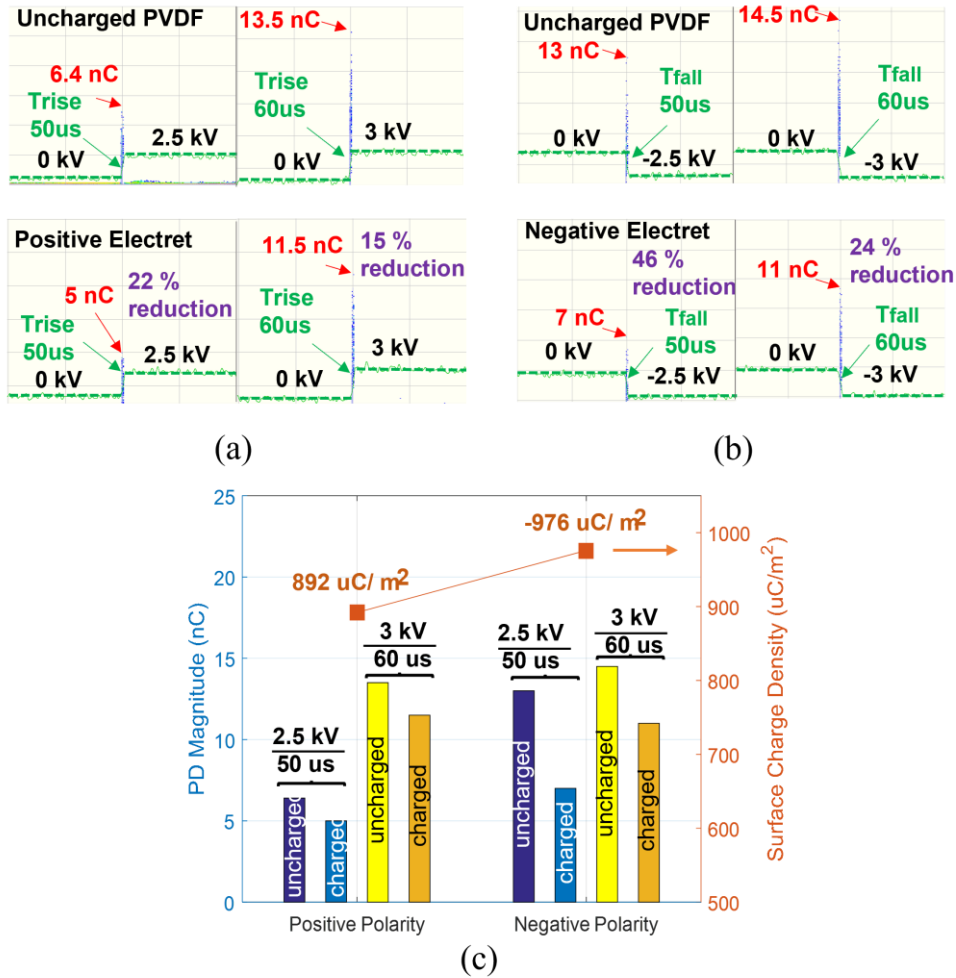 Uncharged PVDF
6.4 nC
Trise
50us
0 kV
2.5 kV
13.5 nC
Trise
60us
0 kV
3 kV
Positive Electret
5 nC
22 %
reduction
Trise
50us
0 kV
2.5 kV
11.5 nC
15 %
reduction
Trise
60us
0 kV
3 kV
(a)
Uncharged PVDF
13 nC
Tfall
50us
0 kV
-2.5 kV
14.5 nC
Tfall
60us
0 kV
-3 kV
Negative Electret
46 %
reduction
7 nC
Tfall
50us
0 kV
-2.5 kV
11 nC
24 %
reduction
Tfall
60us
0 kV
-3 kV
(b)
PD Magnitude (nC)
25
20
15
10
5
0
Surface Charge Density (uC/m²)
1000
900
800
700
600
500
892 uC/ m²
-976 uC/ m²
2.5 kV
50 us
3 kV
60 us
2.5 kV
50 us
3 kV
60 us
uncharged
charged
uncharged
charged
uncharged
charged
uncharged
charged
Positive Polarity
Negative Polarity
(c)